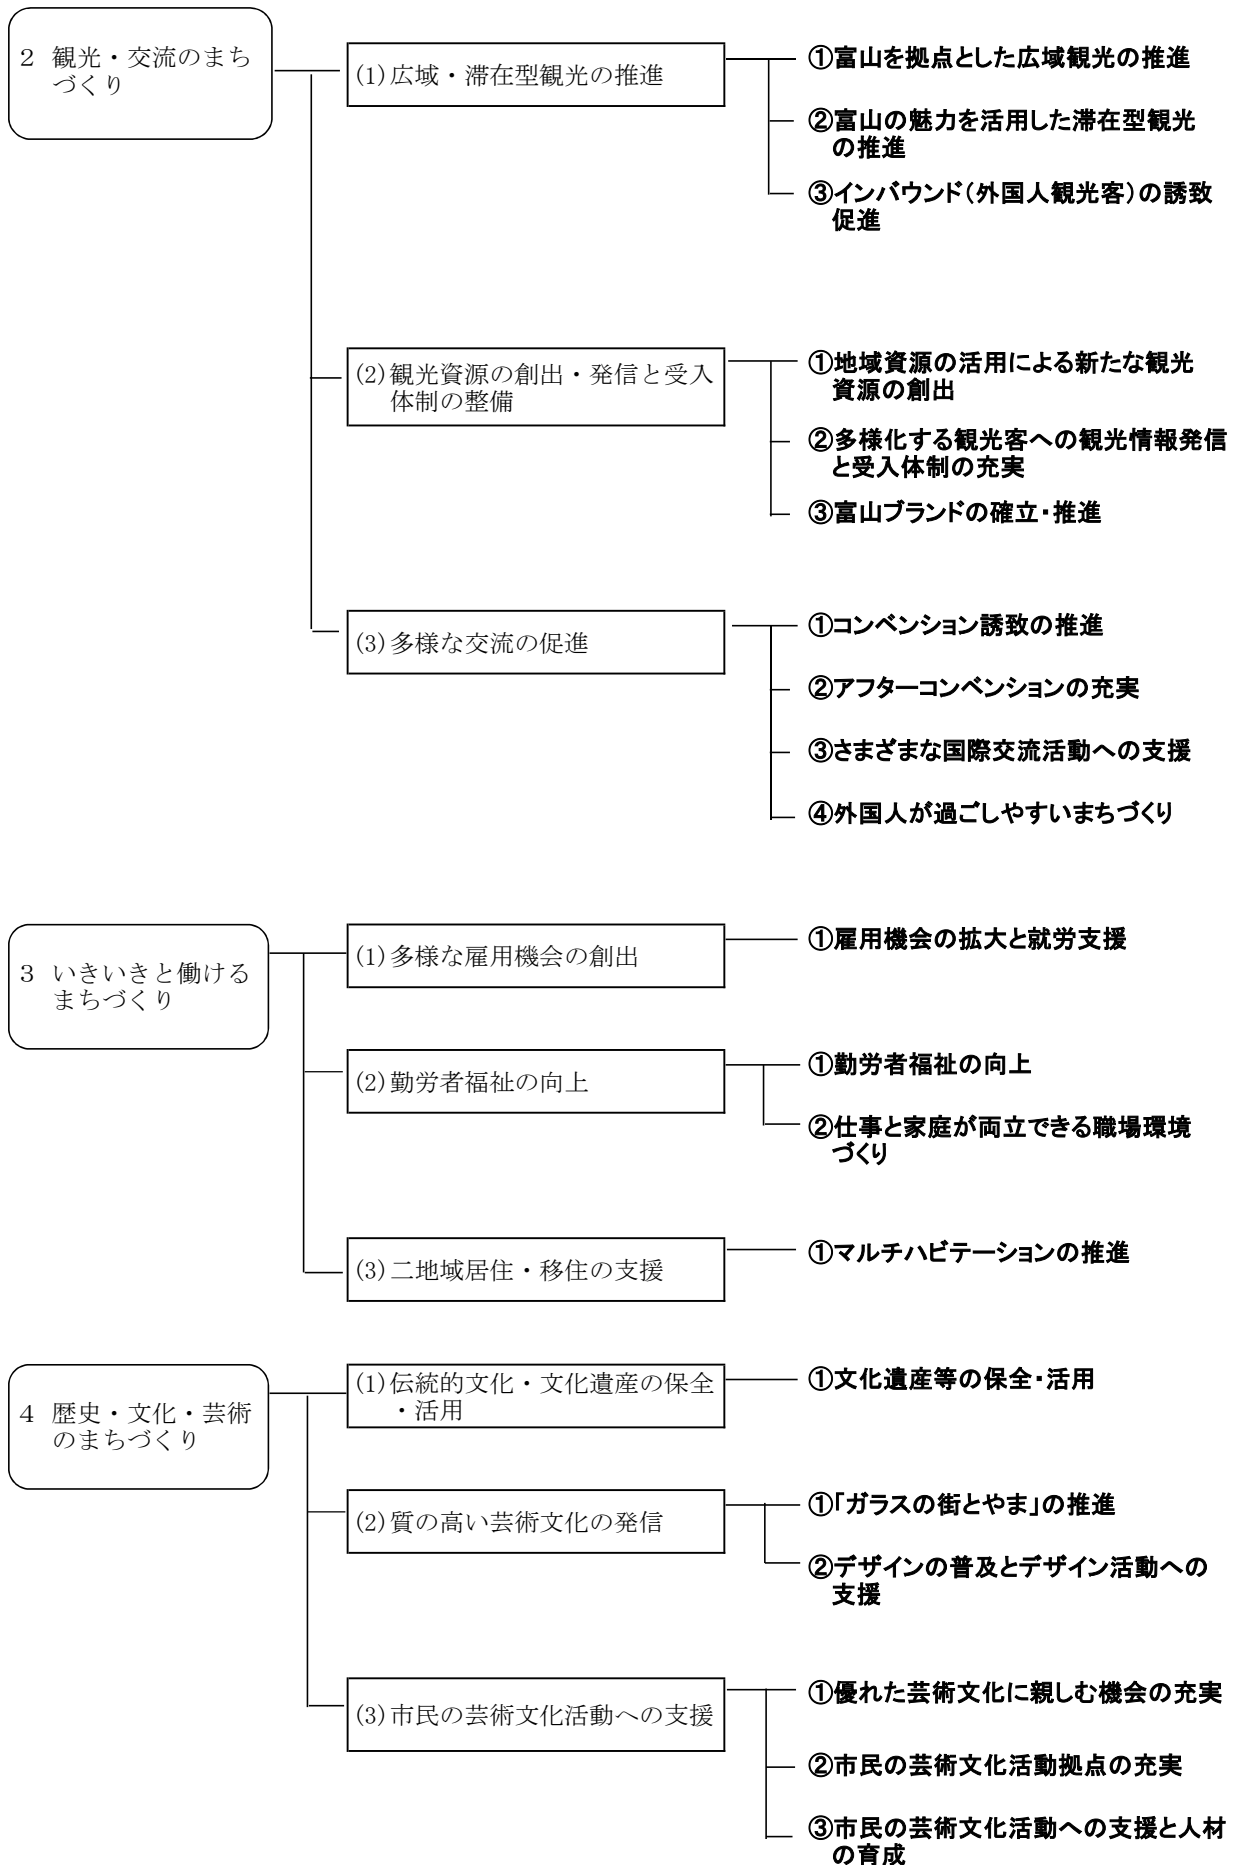 2 観光・交流のまち
づくり
(1)広域・滞在型観光の推進
①富山を拠点とした広域観光の推進
②富山の魅力を活用した滞在型観光
の推進
③インバウンド(外国人観光客)の誘致
促進
(2)観光資源の創出・発信と受入
体制の整備
①地域資源の活用による新たな観光
資源の創出
②多様化する観光客への観光情報発信
と受入体制の充実
③富山ブランドの確立・推進
(3)多様な交流の促進
①コンベンション誘致の推進
②アフターコンベンションの充実
③さまざまな国際交流活動への支援
④外国人が過ごしやすいまちづくり
3 いきいきと働ける
まちづくり
(1)多様な雇用機会の創出
①雇用機会の拡大と就労支援
(2)勤労者福祉の向上
①勤労者福祉の向上
②仕事と家庭が両立できる職場環境
づくり
(3)二地域居住・移住の支援
①マルチハビテーションの推進
4 歴史・文化・芸術
のまちづくり
(1)伝統的文化・文化遺産の保全
・活用
①文化遺産等の保全・活用
(2)質の高い芸術文化の発信
①「ガラスの街とやま」の推進
②デザインの普及とデザイン活動への
支援
(3)市民の芸術文化活動への支援
①優れた芸術文化に親しむ機会の充実
②市民の芸術文化活動拠点の充実
③市民の芸術文化活動への支援と人材
の育成